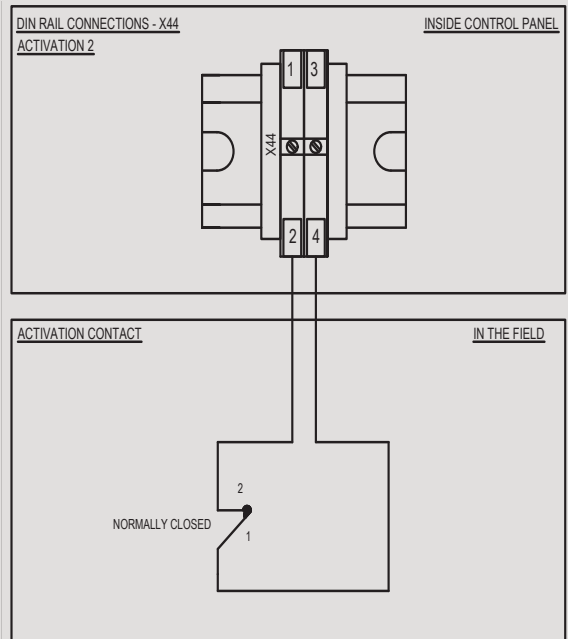 DIN RAIL CONNECTIONS - X44
INSIDE CONTROL PANEL
ACTIVATION 2
1 3
X44
2 4
ACTIVATION CONTACT
IN THE FIELD
2
NORMALLY CLOSED
1